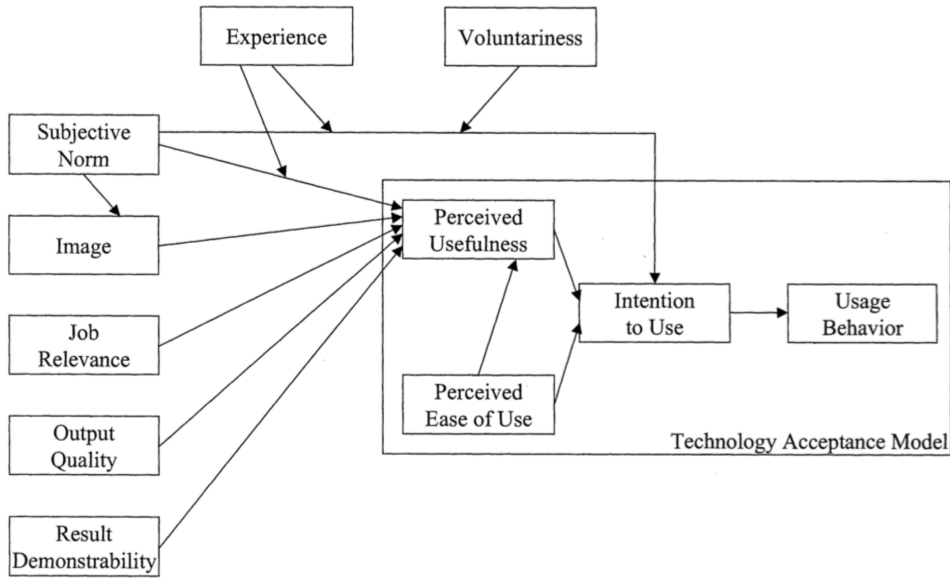 Experience
Voluntariness
Subjective
Norm
Image
Job
Relevance
Output
Quality
Result
Demonstrability
Perceived
Usefulness
Perceived
Ease of Use
Intention
to Use
Usage
Behavior
Technology Acceptance Model